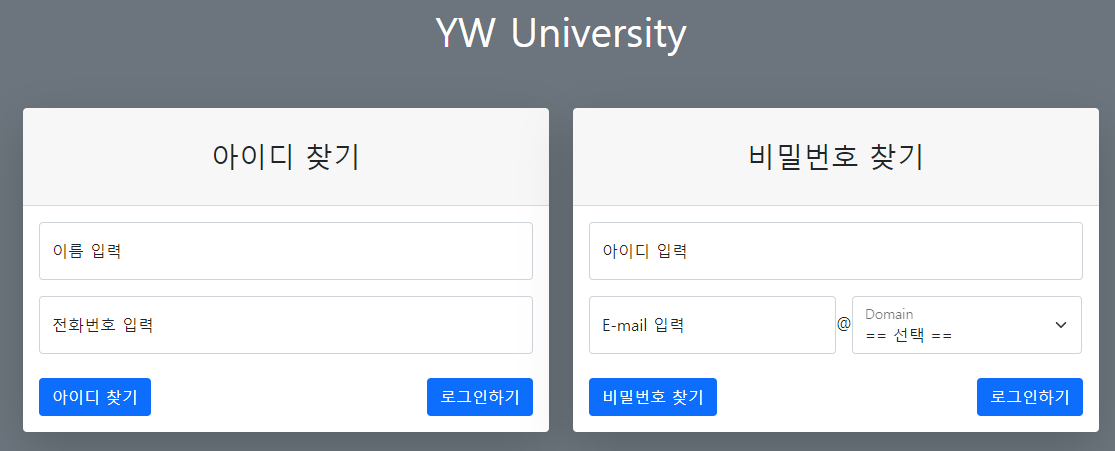 YW University
아이디 찾기
이름 입력
전화번호 입력
아이디 찾기 로그인하기
비밀번호 찾기
아이디 입력
E-mail 입력 @ Domain
== 선택 ==
비밀번호 찾기 로그인하기